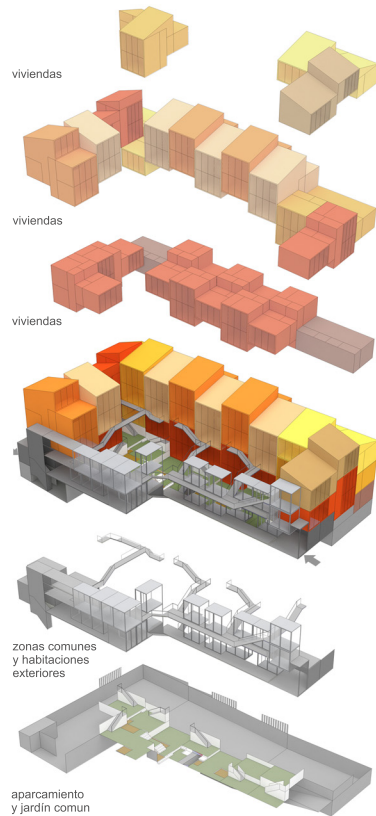 viviendas
viviendas
viviendas
zonas comunes
y habitaciones
exteriores
aparcamiento
y jardín comun